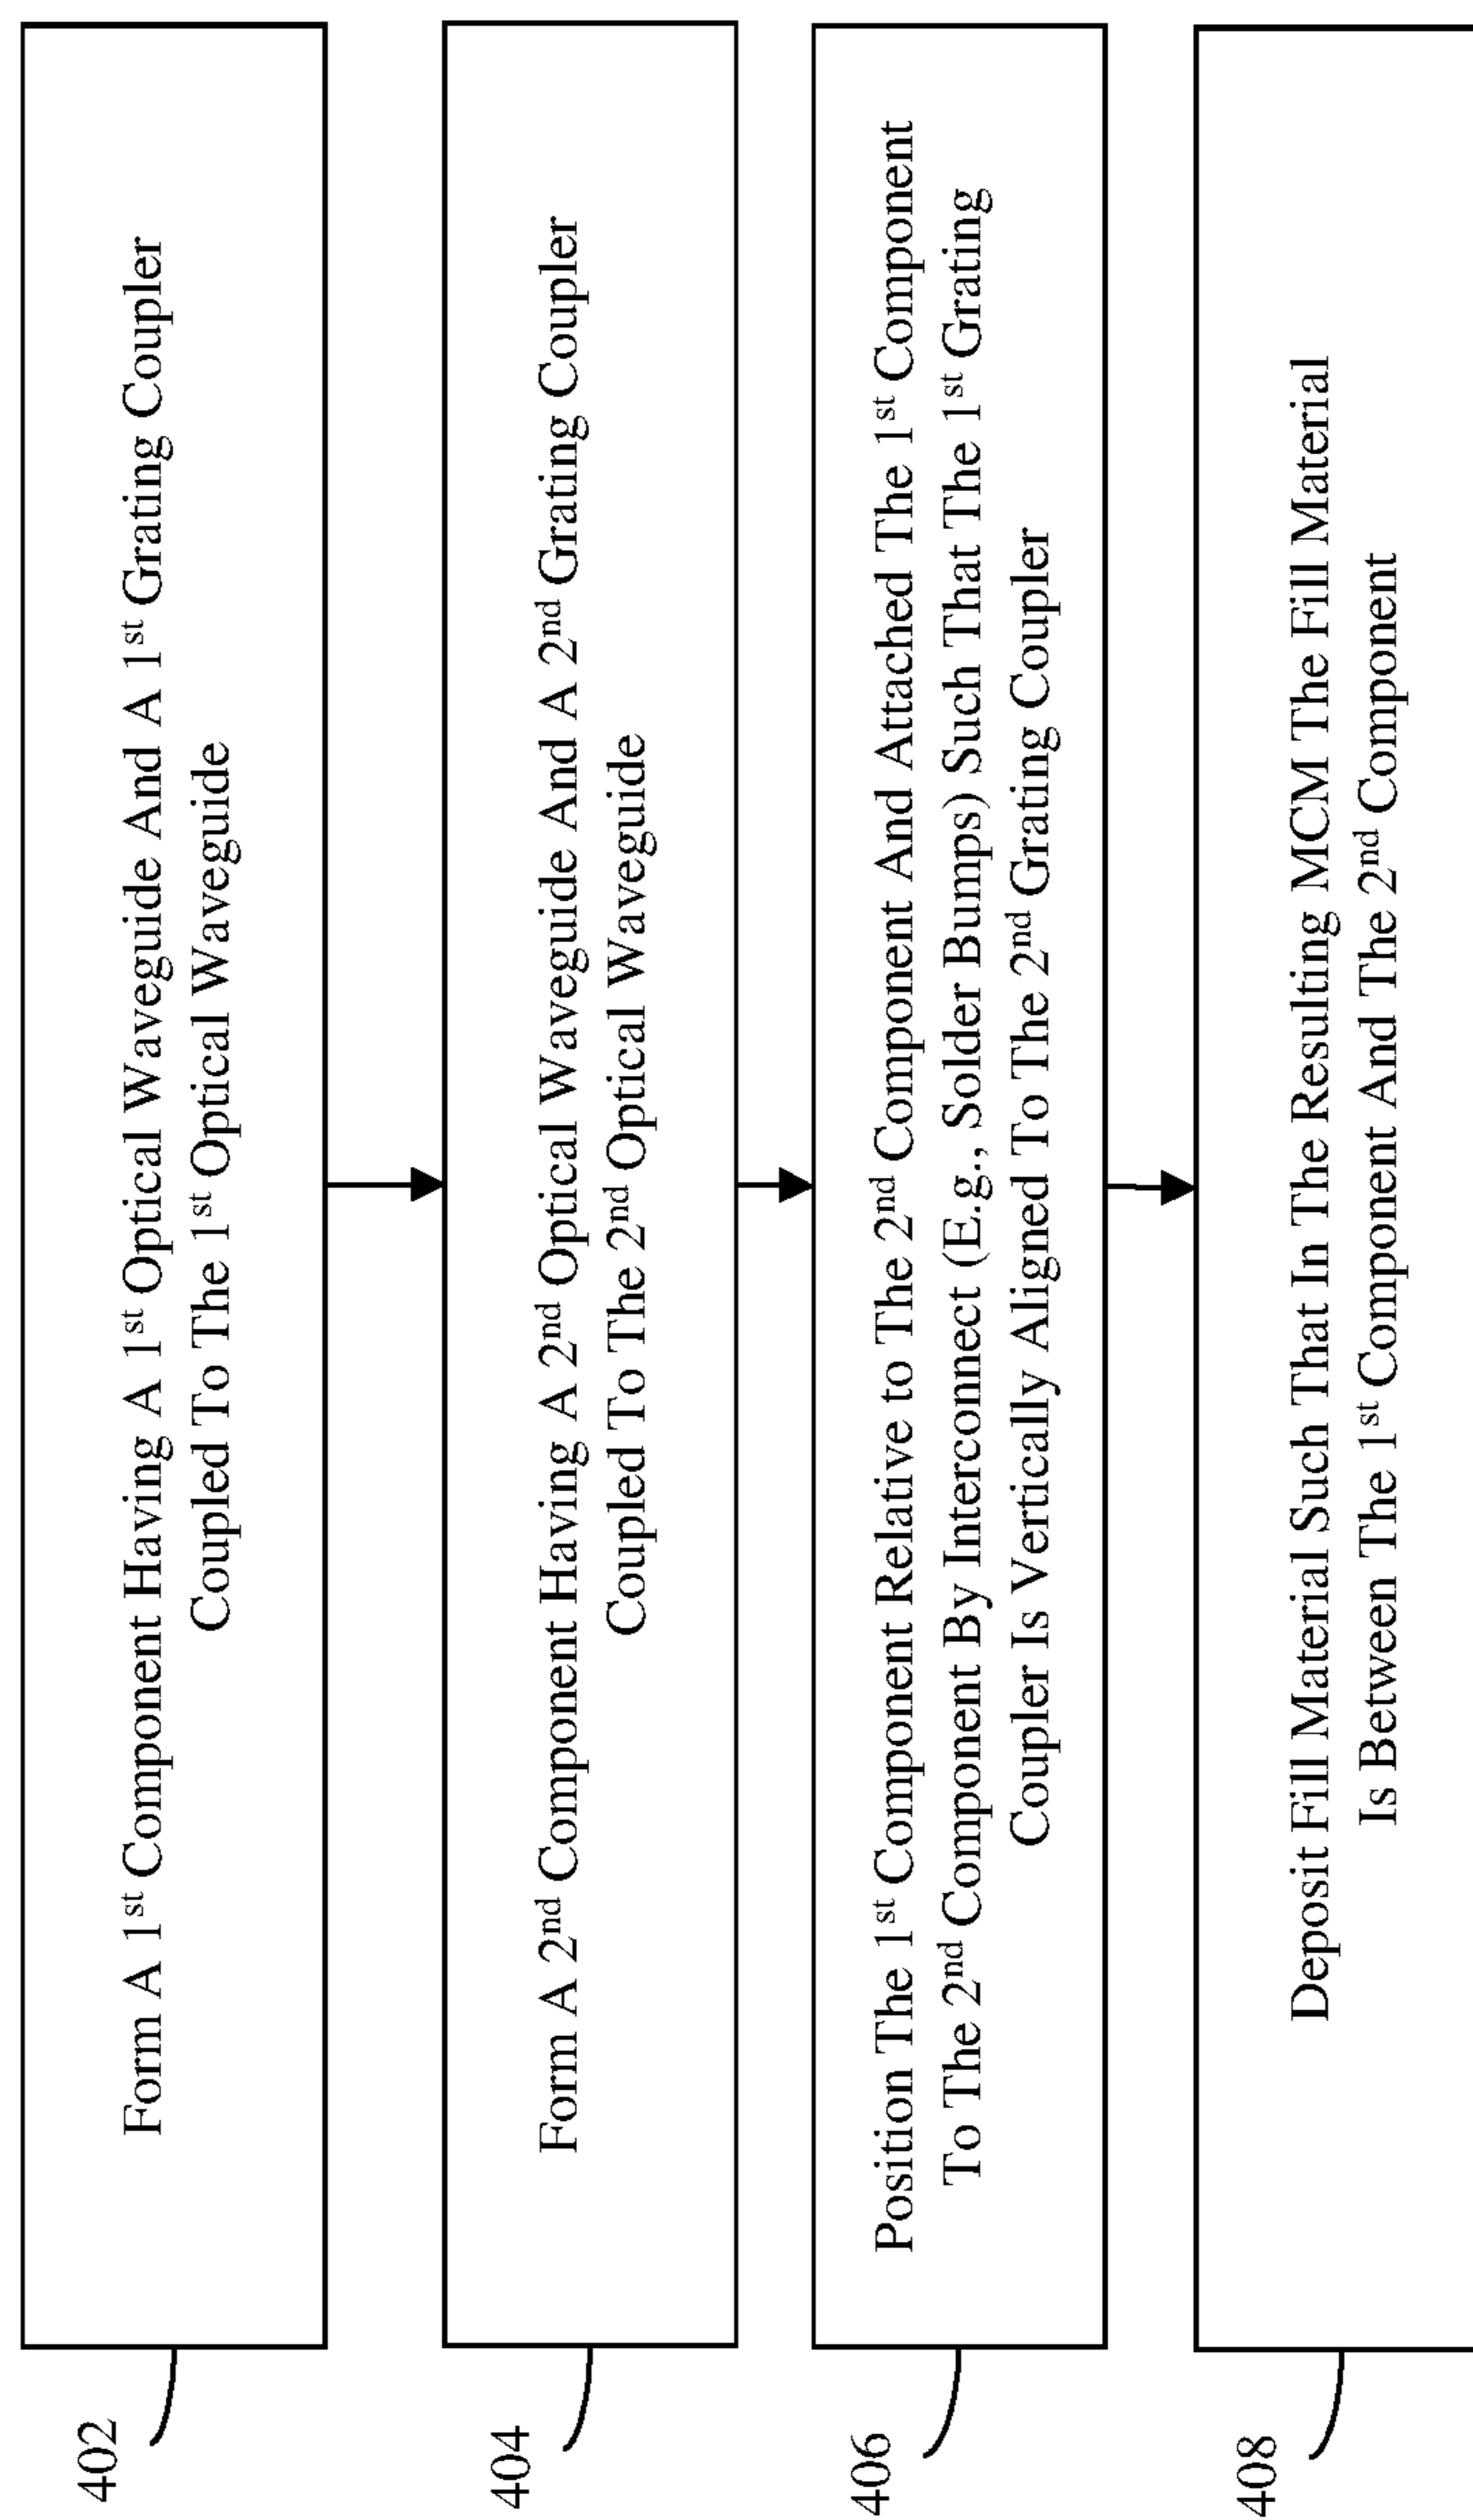 402
Form A 1st Component Having A 1st Optical Waveguide And A 1st Grating Coupler
Coupled To The 1st Optical Waveguide
404
Form A 2nd Component Having A 2nd Optical Waveguide And A 2nd Grating Coupler
Coupled To The 2nd Optical Waveguide
406
Position The 1st Component Relative to The 2nd Component And Attached The 1st Component
To The 2nd Component By Interconnect (E.g., Solder Bumps) Such That The 1st Grating
Coupler Is Vertically Aligned To The 2nd Grating Coupler
408
Deposit Fill Material Such That In The Resulting MCM The Fill Material
Is Between The 1st Component And The 2nd Component